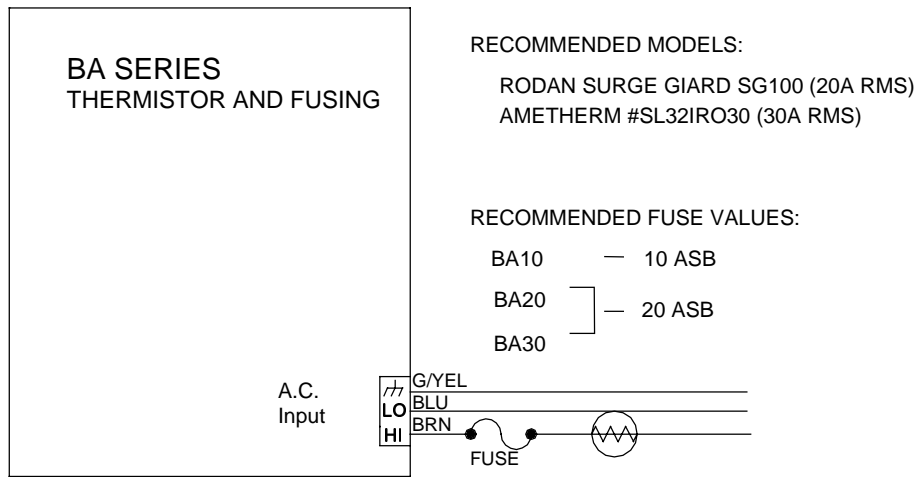 BA SERIES
THERMISTOR AND FUSING
RECOMMENDED MODELS:
RODAN SURGE GIARD SG100 (20A RMS)
AMETHERM #SL32IRO30 (30A RMS)
RECOMMENDED FUSE VALUES:
BA10 — 10 ASB
BA20
— 20 ASB
BA30
A.C.
Input
G/YEL
LO BLU
HI BRN
FUSE